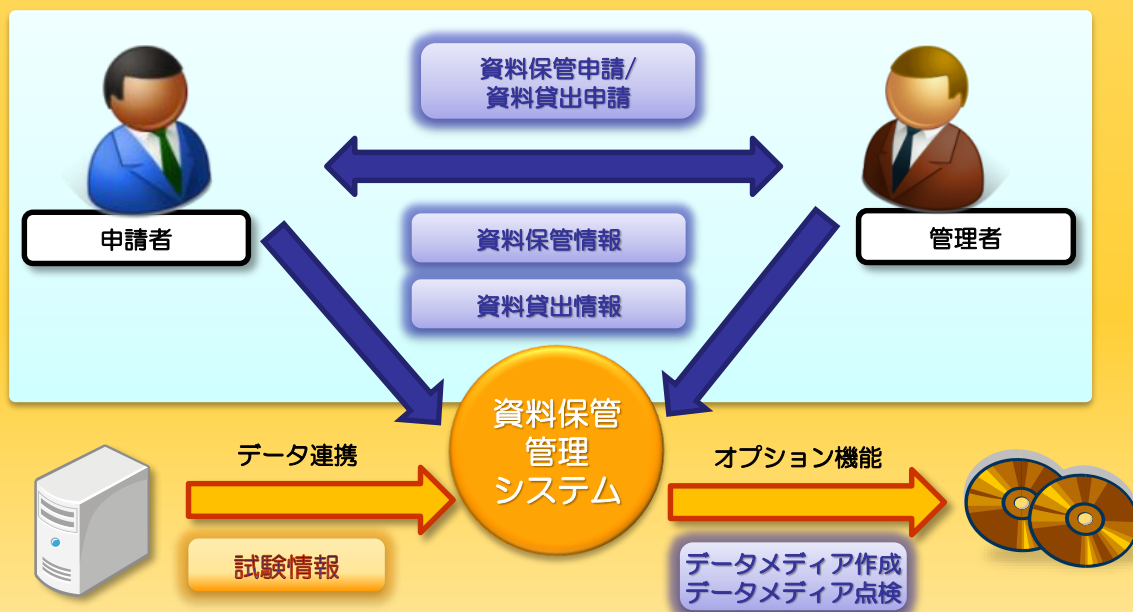 資料保管申請/
資料貸出申請
申請者
管理者
資料保管情報
資料貸出情報
資料保管
管理
システム
データ連携
試験情報
オプション機能
データメディア作成
データメディア点検